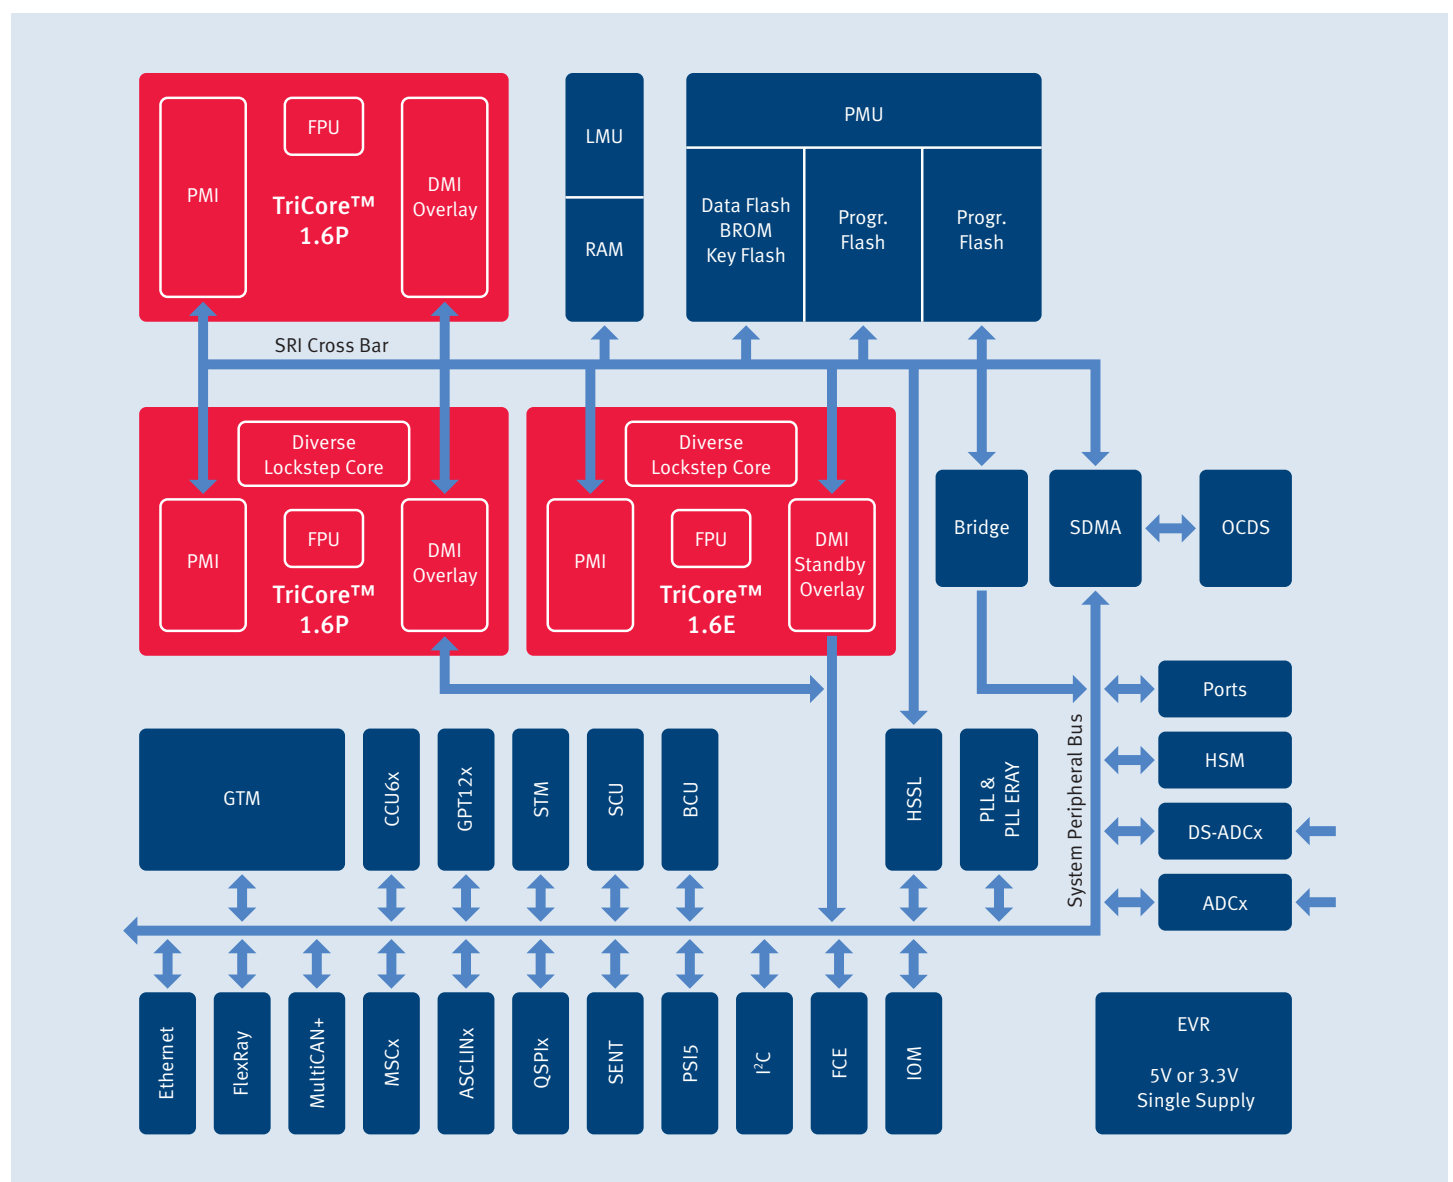 FPU
PMI
DMI
Overlay
TriCore™
1.6P
LMU
RAM
PMU
Data Flash
BROM
Key Flash
Progr.
Flash
Progr.
Flash
SRI Cross Bar
Diverse
Lockstep Core
PMI
FPU
DMI
Overlay
TriCore™
1.6P
Diverse
Lockstep Core
PMI
FPU
DMI
Standby
Overlay
TriCore™
1.6E
Bridge
SDMA
OCDS
Ports
HSM
DS-ADCx
ADCx
System Peripheral Bus
GTM
CCU6x
GPT12x
STM
SCU
BCU
HSSL
PLL &
PLL ERAY
Ethernet
FlexRay
MultiCAN+
MSCx
ASCLINx
QSPIx
SENT
PSI5
I²C
FCE
IOM
EVR
5V or 3.3V
Single Supply